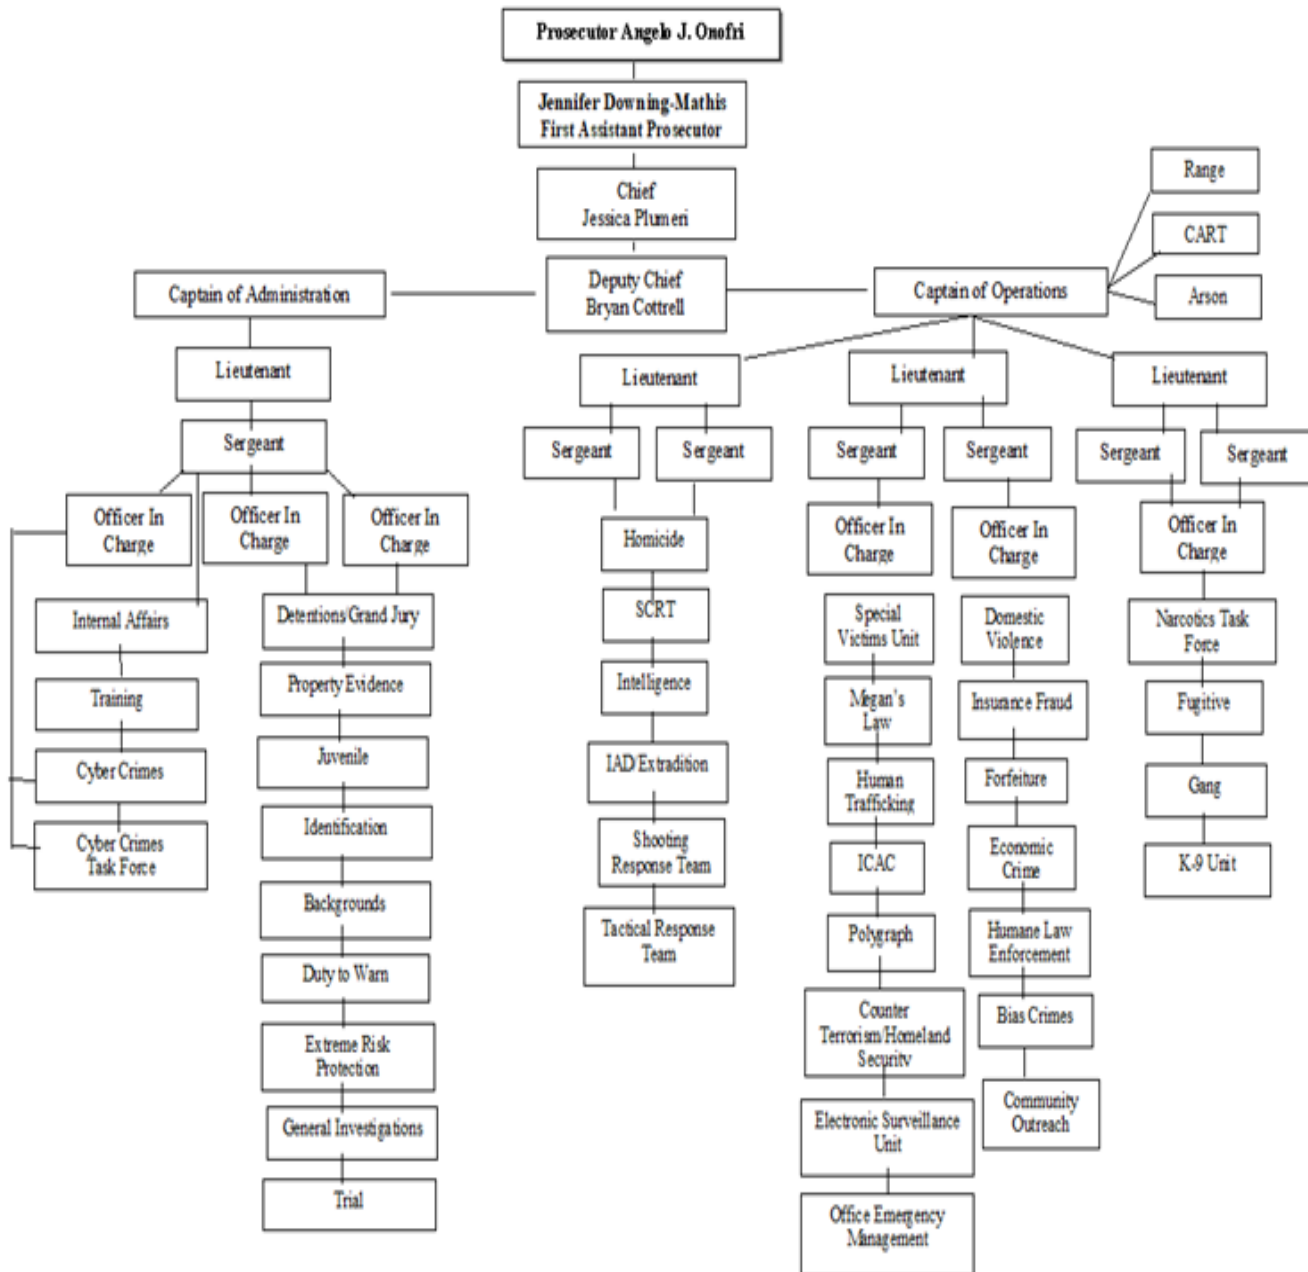 Prosecutor Angelo J. Onofri
Jennifer Downing-Mathis
First Assistant Prosecutor
Chief
Jessica Plumeri
Deputy Chief
Bryan Cottrell
Captain of Administration
Captain of Operations
Range
CART
Arson
Lieutenant
Sergeant
Officer In
Charge
Officer In
Charge
Officer In
Charge
Internal Affairs
Training
Cyber Crimes
Cyber Crimes
Task Force
Detentions/Grand Jury
Property Evidence
Juvenile
Identification
Backgrounds
Duty to Warn
Extreme Risk
Protection
General Investigations
Trial
Lieutenant
Sergeant
Sergeant
Homicide
SCRT
Intelligence
IAD/Extradition
Shooting
Response Team
Tactical Response
Team
Lieutenant
Sergeant
Sergeant
Officer In
Charge
Special
Victims Unit
Megan's
Law
Human
Trafficking
ICAC
Polygraph
Counter
Terrorism/Homeland
Security
Electronic Surveillance
Unit
Office Emergency
Management
Officer In
Charge
Domestic
Violence
Insurance Fraud
Forfeiture
Economic
Crime
Humane Law
Enforcement
Bias Crimes
Community
Outreach
Lieutenant
Sergeant
Sergeant
Officer In
Charge
Narcotics Task
Force
Fugitive
Gang
K-9 Unit